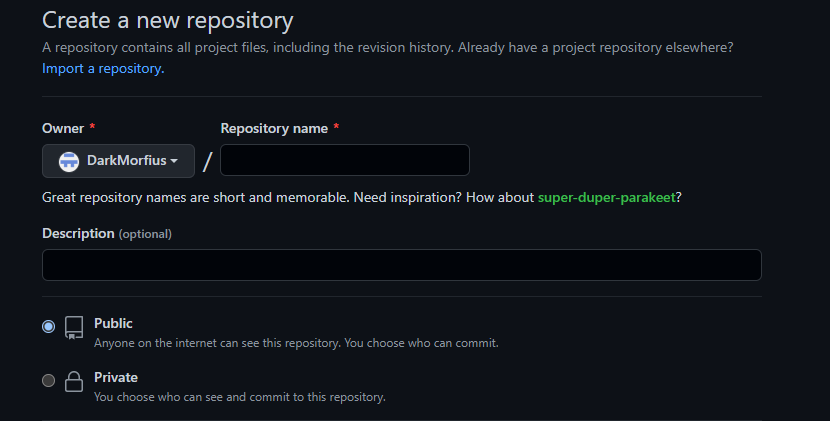 Create a new repository
A repository contains all project files, including the revision history. Already have a project repository elsewhere?
Import a repository.
Owner * Repository name *
DarkMorfius /
Great repository names are short and memorable. Need inspiration? How about super-duper-parakeet?
Description (optional)
Public
Anyone on the internet can see this repository. You choose who can commit.
Private
You choose who can see and commit to this repository.